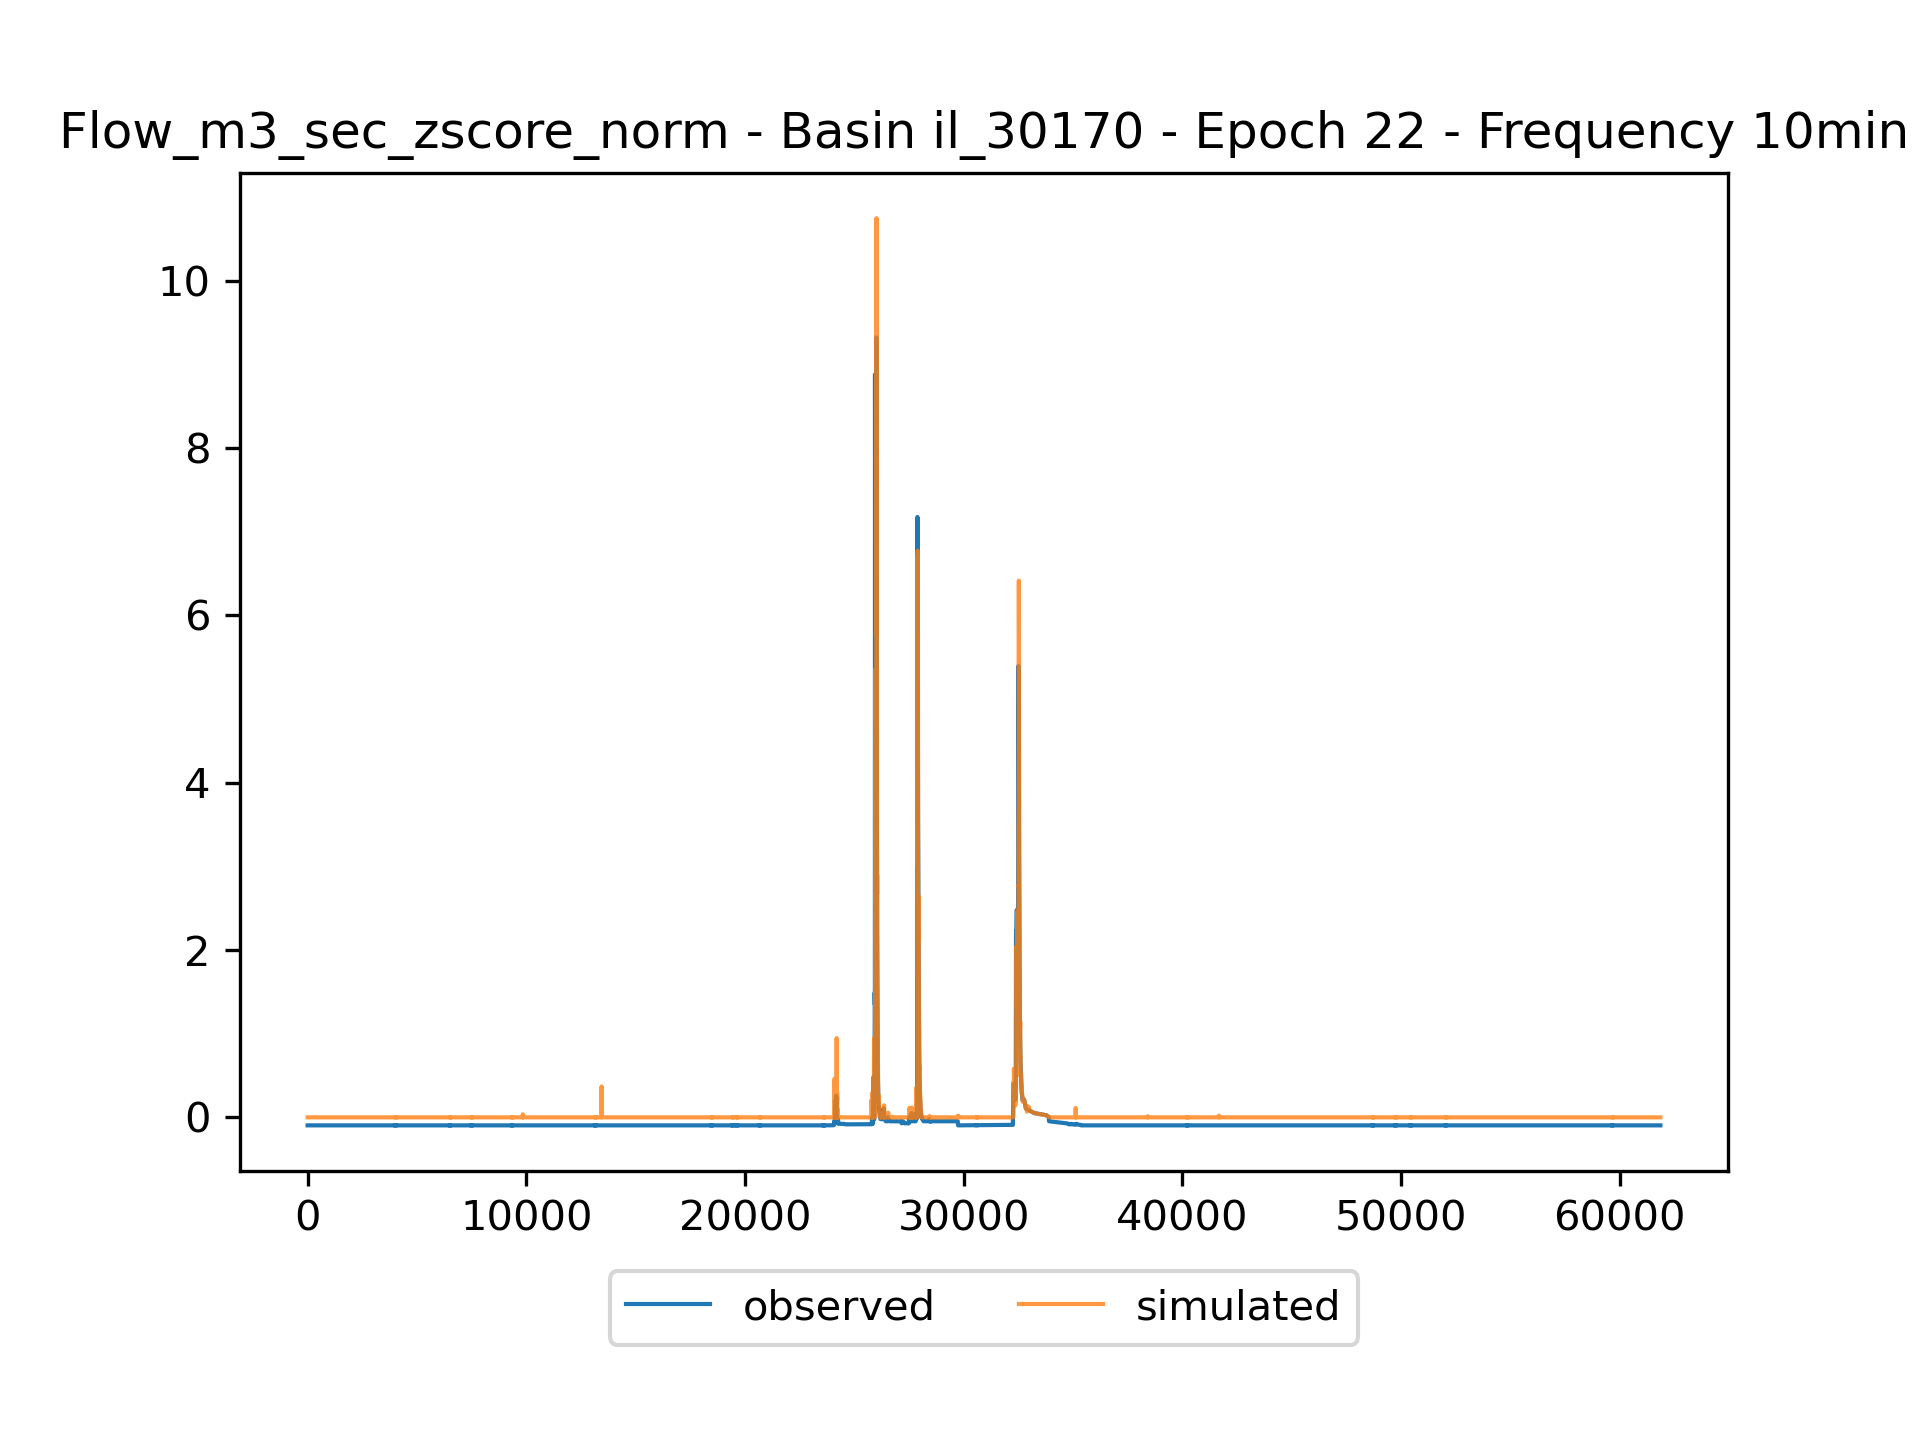 Flow_m3_sec_zscore_norm - Basin il_30170 - Epoch 22 - Frequency 10min
10
8
6
4
2
0
0 10000 20000 30000 40000 50000 60000
observed simulated